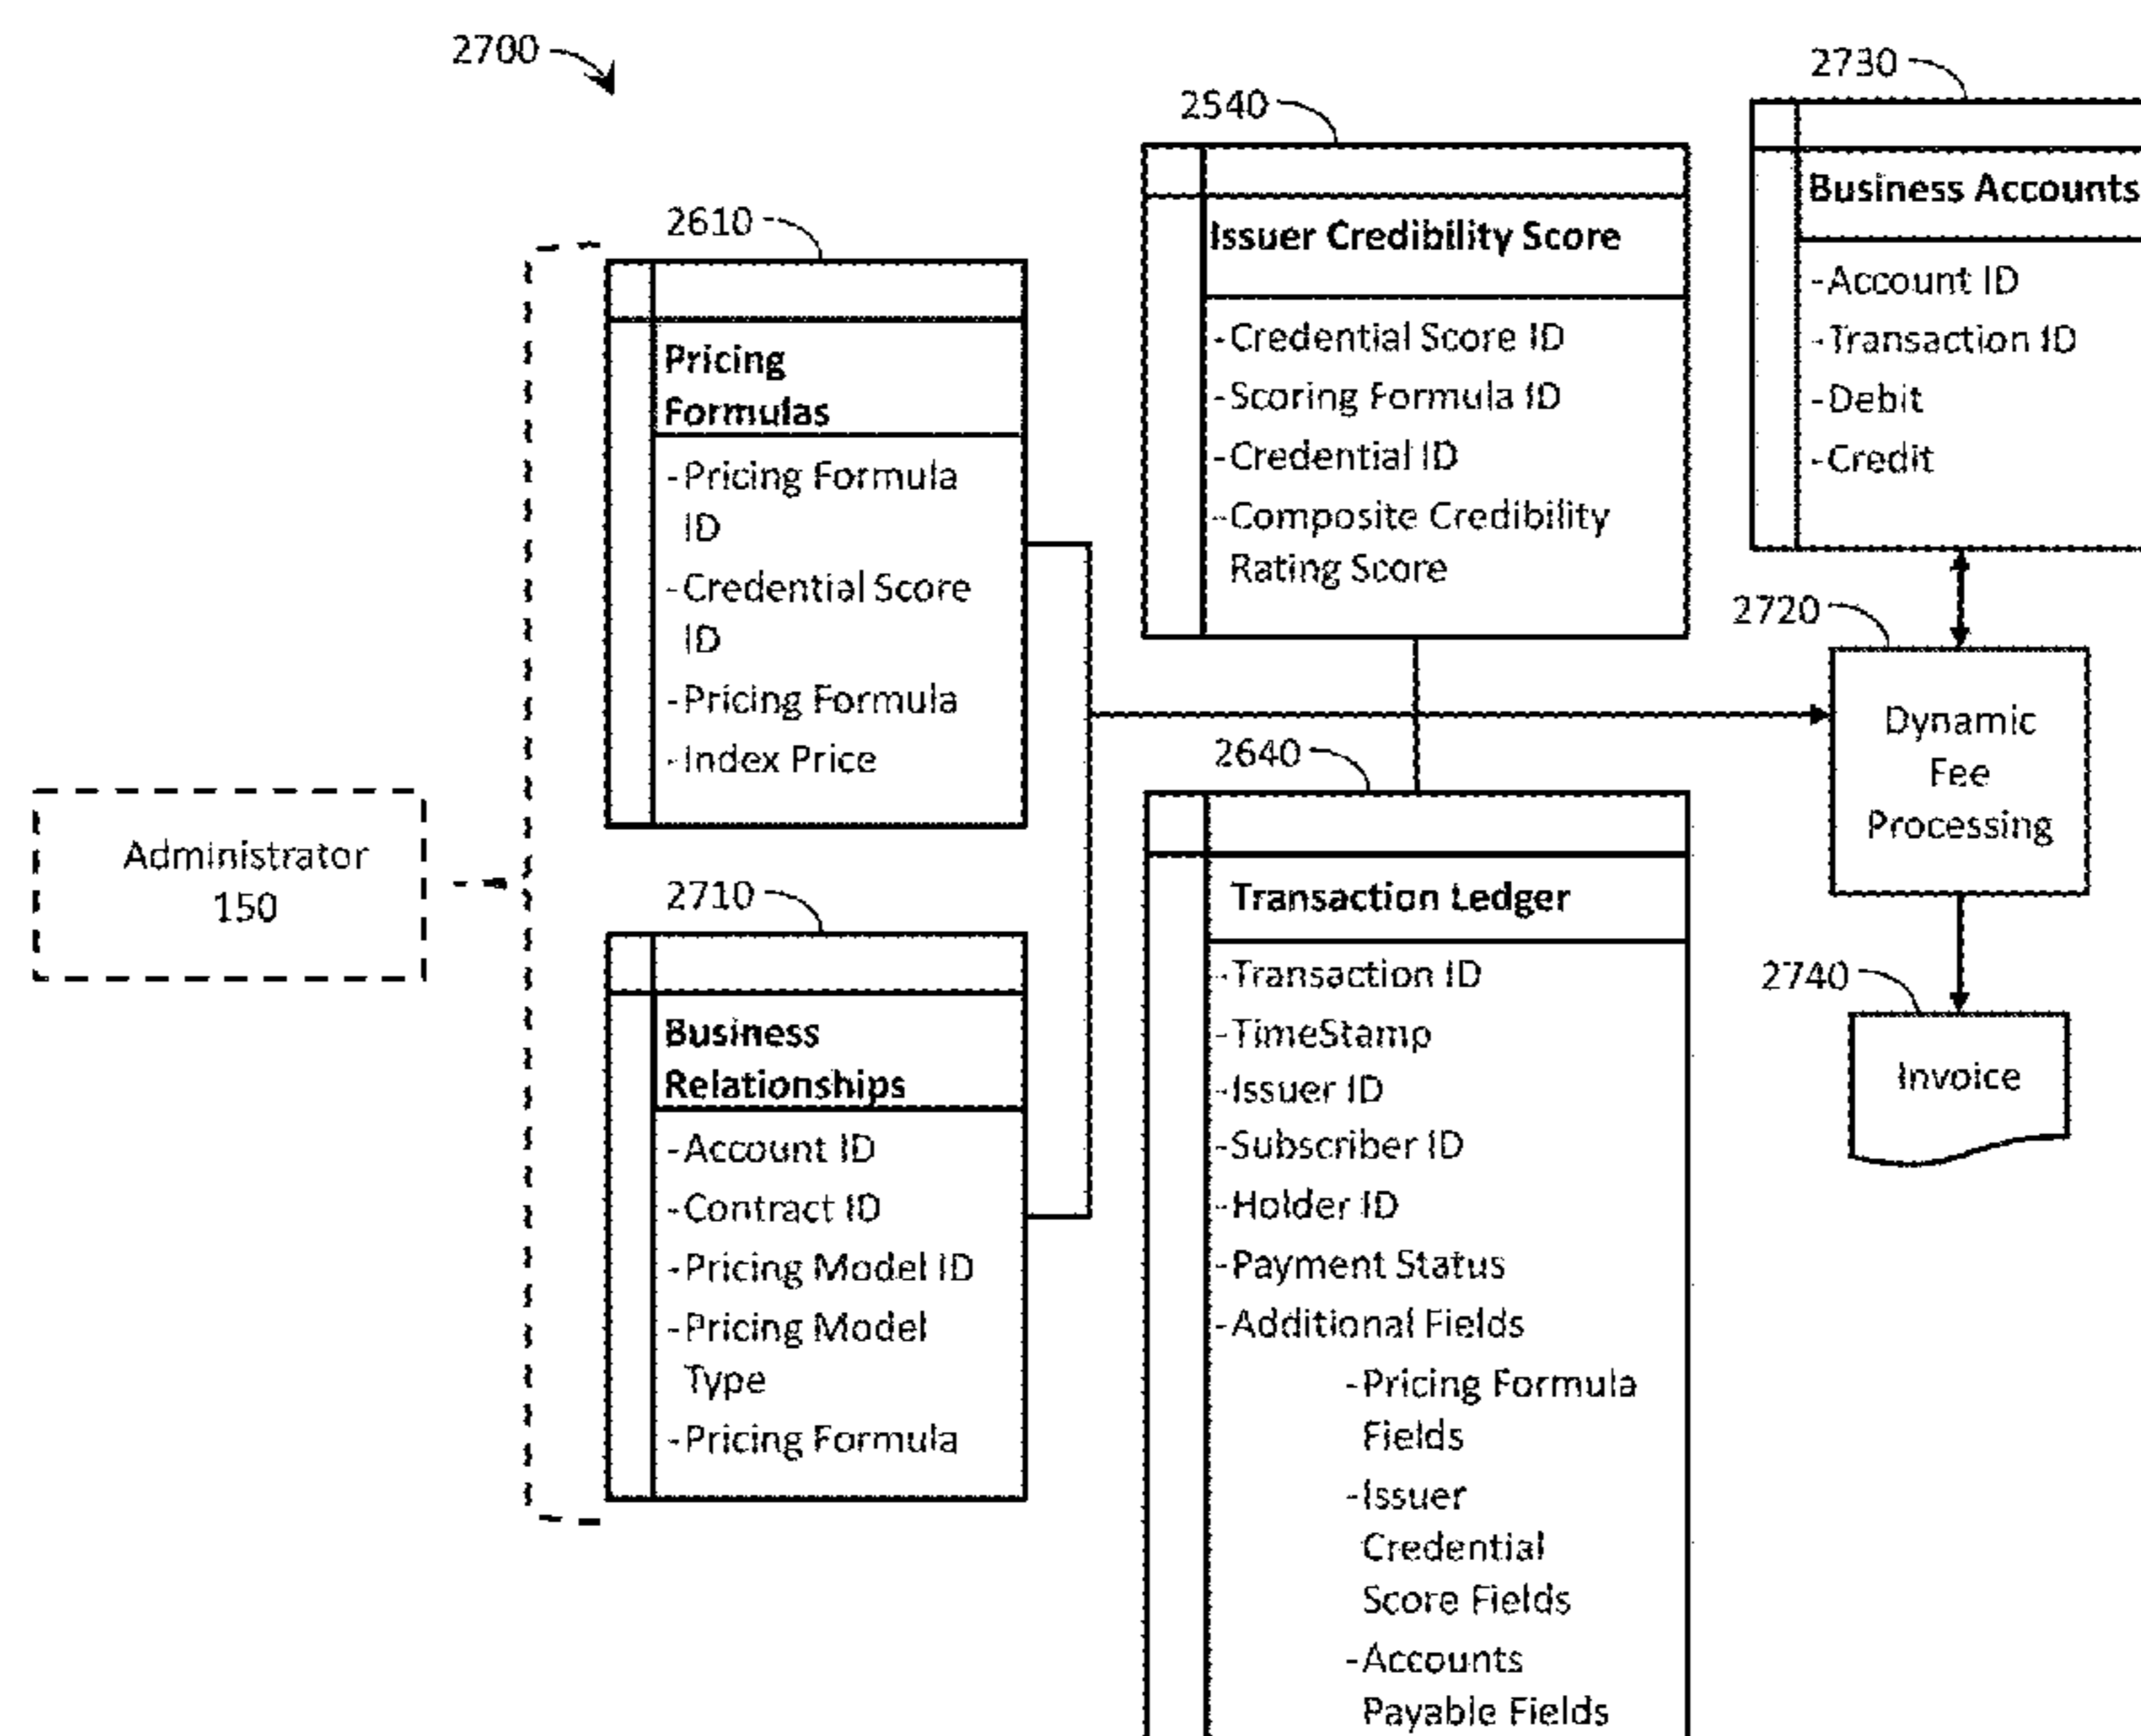 2700
2610
Pricing
Formulas
-Pricing Formula
ID
-Credential Score
ID
-Pricing Formula
-Index Price
Administrator
150
2710
Business
Relationships
-Account ID
-Contract ID
-Pricing Model ID
-Pricing Model
Type
-Pricing Formula
2540
Issuer Credibility Score
-Credential Score ID
-Scoring Formula ID
-Credential ID
-Composite Credibility
Rating Score
2640
Transaction Ledger
-Transaction ID
-TimeStamp
-Issuer ID
-Subscriber ID
-Holder ID
-Payment Status
-Additional Fields
-Pricing Formula
Fields
-Issuer
Credential
Score Fields
-Accounts
Payable Fields
2730
Business Accounts
-Account ID
-Transaction ID
-Debit
-Credit
2720
Dynamic
Fee
Processing
2740
Invoice